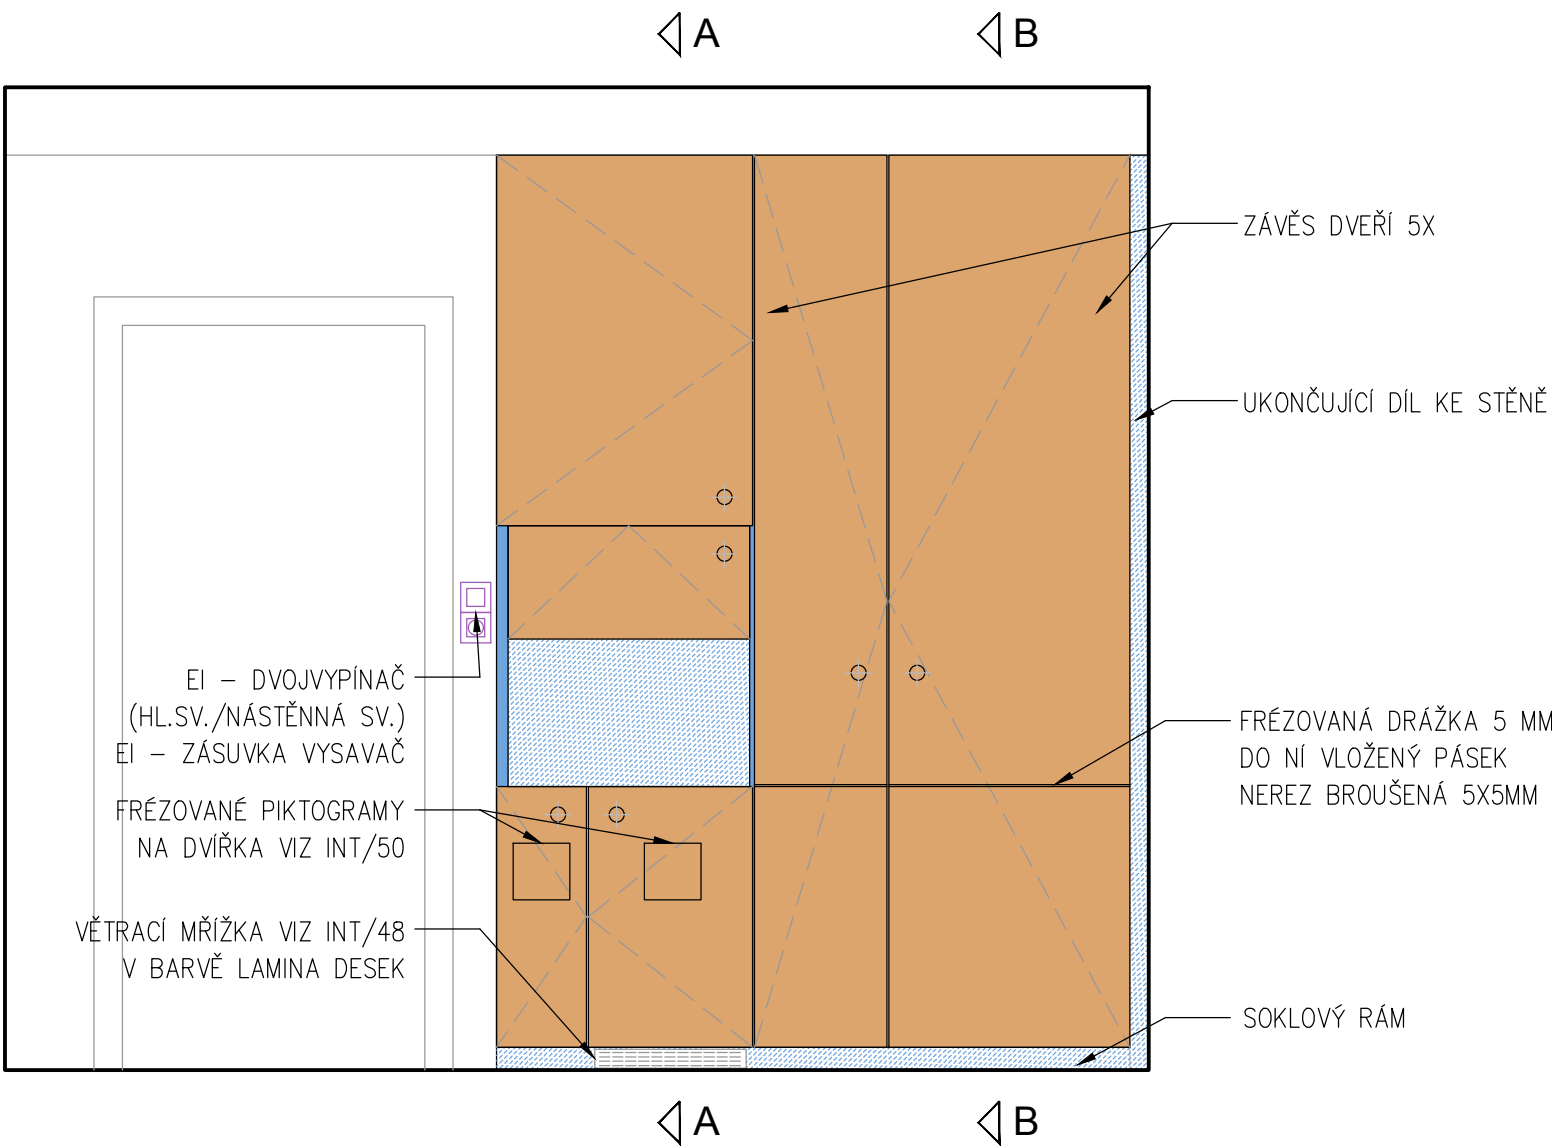 A
B
ZÁVĚS DVEŘÍ 5X
UKONČUJÍCÍ DÍL KE STĚNĚ
EI – DVOJVYPÍNAČ
(HL.SV./NÁSTĚNNÁ SV.)
EI – ZÁSUVKA VYSAVAČ
FRÉZOVANÁ DRÁŽKA 5 MM
DO NÍ VLOŽENÝ PÁSEK
NEREZ BROUŠENÁ 5X5MM
FRÉZOVANÉ PIKTOGRAMY
NA DVÍŘKA VIZ INT/50
VĚTRACÍ MŘÍŽKA VIZ INT/48
V BARVĚ LAMINA DESEK
SOKLOVÝ RÁM
A
B